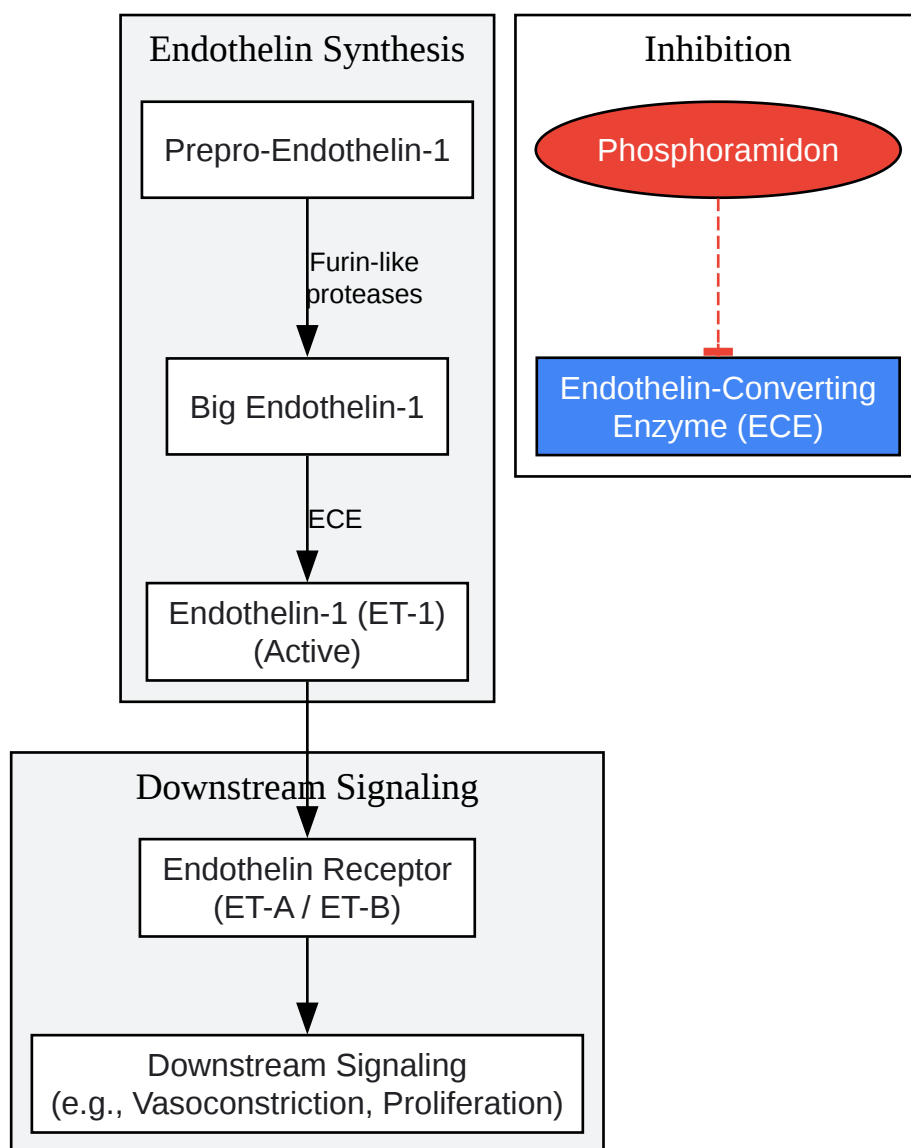 Endothelin Synthesis
Prepro-Endothelin-1
Furin-like
proteases
Big Endothelin-1
ECE
Endothelin-1 (ET-1)
(Active)
Inhibition
Phosphoramidon
Endothelin-Converting
Enzyme (ECE)
Downstream Signaling
Endothelin Receptor
(ET-A / ET-B)
Downstream Signaling
(e.g., Vasoconstriction, Proliferation)